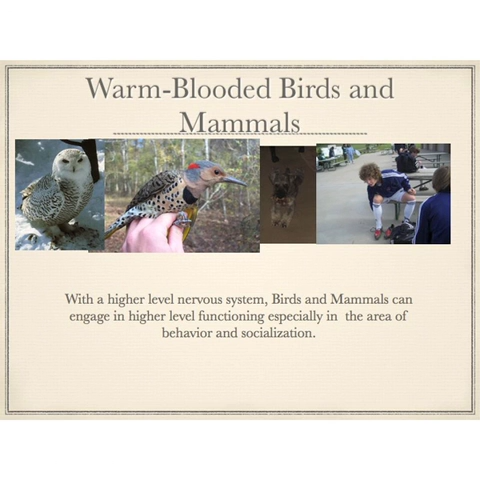 Warm-Blooded Birds and
Mammals
With a higher level nervous system, Birds and Mammals can
engage in higher level functioning especially in the area of
behavior and socialization.